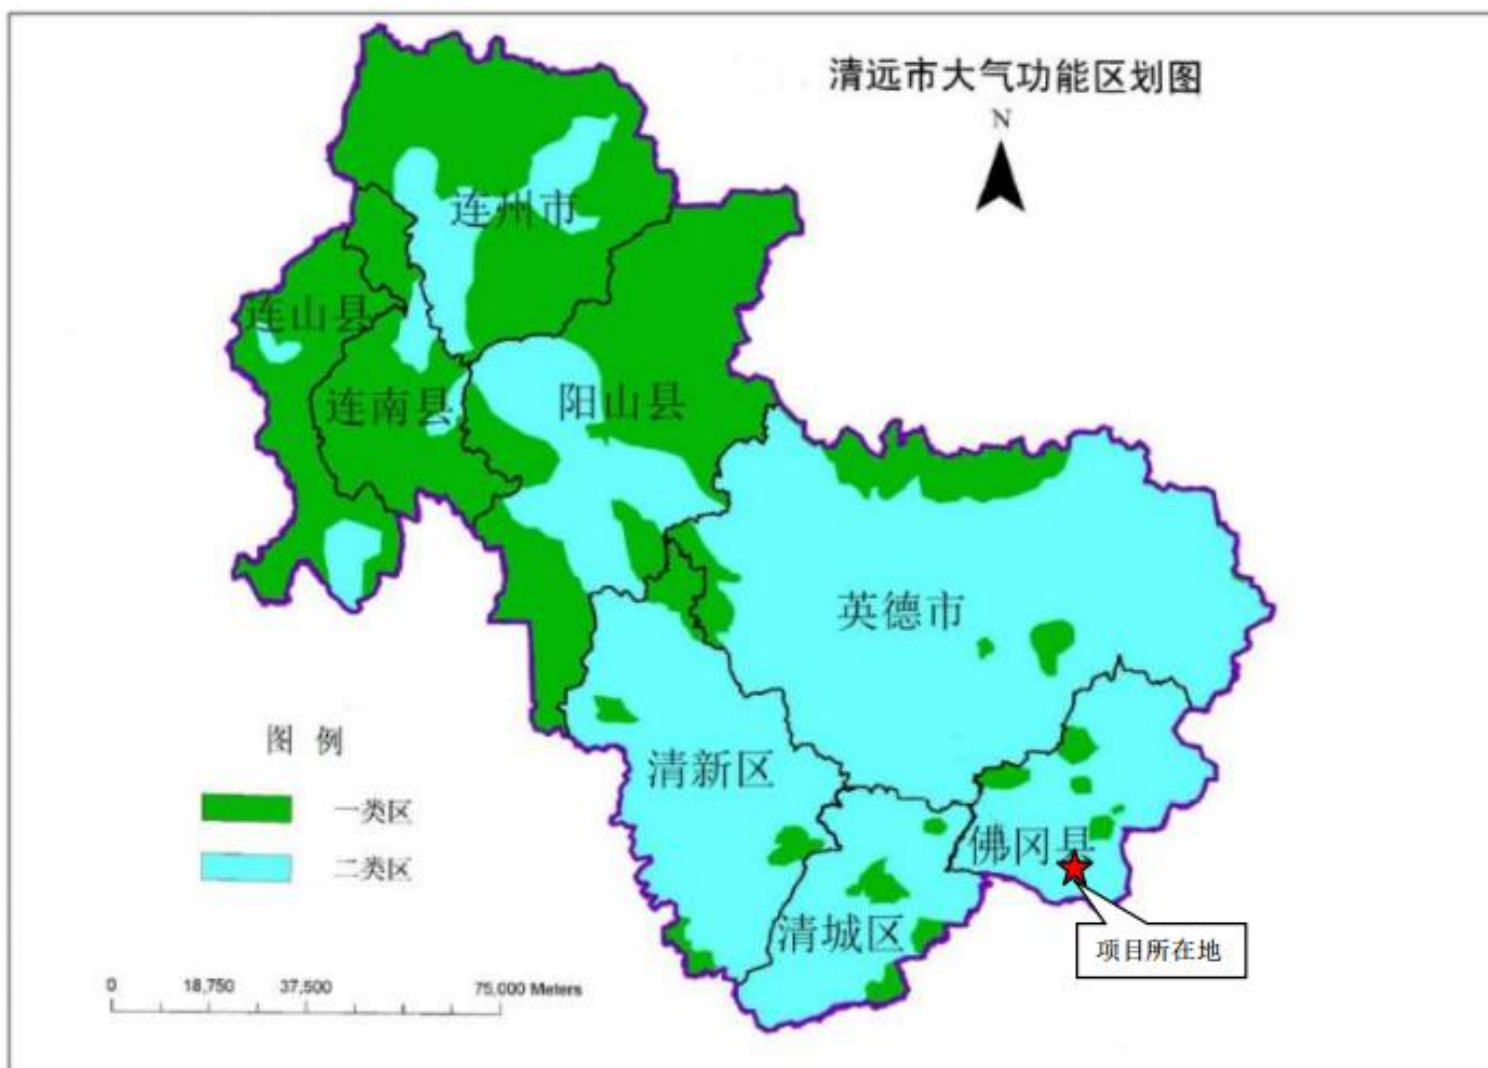 清远市大气功能区划图
N
连州市
连山县
连南县
阳山县
英德市
清新区
佛冈县
清城区
项目所在地
图 例
一类区
二类区
0 18,750 37,500 75,000 Meters